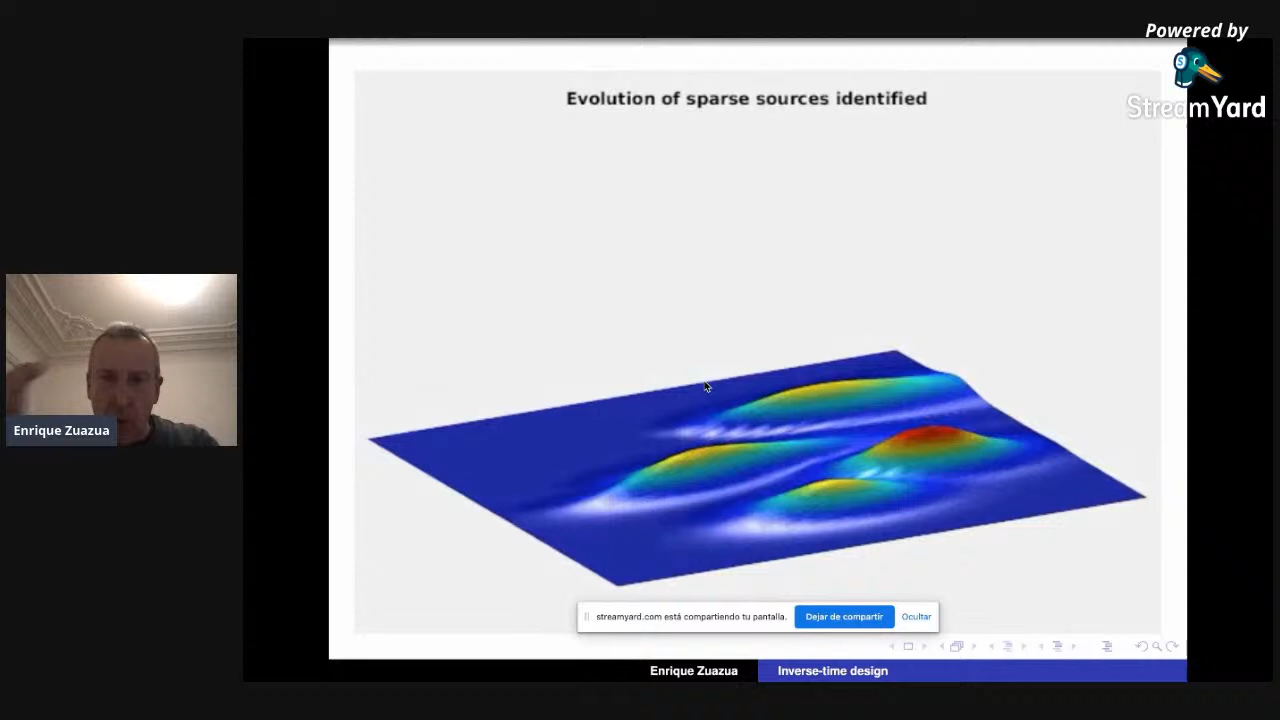 Powered by
StreamYard
Evolution of sparse sources identified
Enrique Zuazua
streamyard.com está compartiendo tu pantalla.
Dejar de compartir
Ocultar
Enrique Zuazua
Inverse-time design